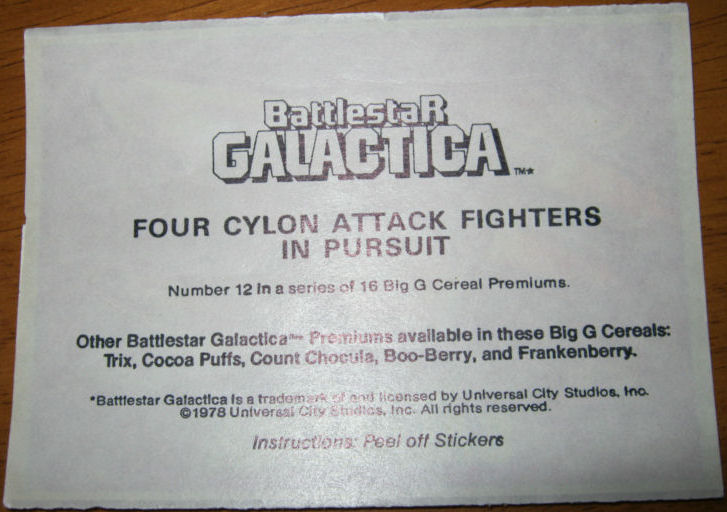 BattlestaR
GALACTICA™*
FOUR CYLON ATTACK FIGHTERS
IN PURSUIT
Number 12 in a series of 16 Big G Cereal Premiums.
Other Battlestar Galactica™* Premiums available in these Big G Cereals:
Trix, Cocoa Puffs, Count Chocula, Boo-Berry, and Frankenberry.
*Battlestar Galactica is a trademark of and licensed by Universal City Studios, Inc.
©1978 Universal City Studios, Inc. All rights reserved.
Instructions: Peel off Stickers